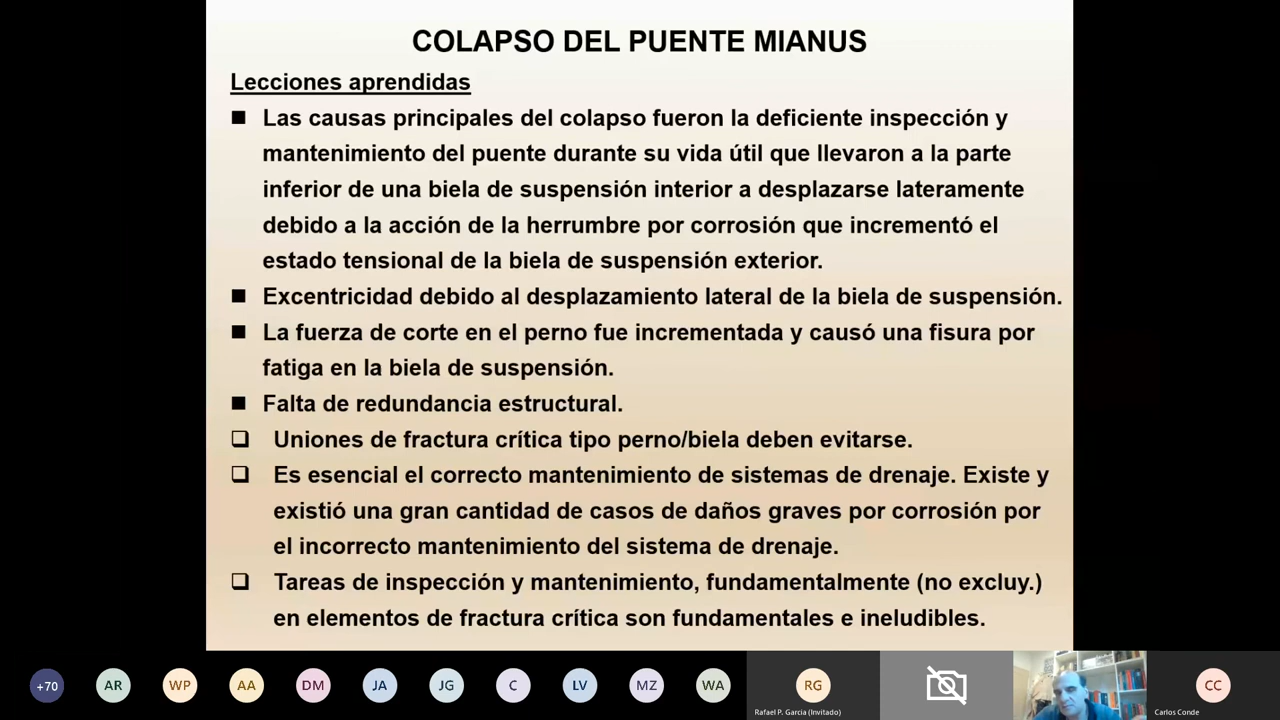 COLAPSO DEL PUENTE MIANUS
Lecciones aprendidas
■ Las causas principales del colapso fueron la deficiente inspección y
mantenimiento del puente durante su vida útil que llevaron a la parte
inferior de una biela de suspensión interior a desplazarse lateramente
debido a la acción de la herrumbre por corrosión que incrementó el
estado tensional de la biela de suspensión exterior.
■ Excentricidad debido al desplazamiento lateral de la biela de suspensión.
■ La fuerza de corte en el perno fue incrementada y causó una fisura por
fatiga en la biela de suspensión.
■ Falta de redundancia estructural.
❑ Uniones de fractura crítica tipo perno/biela deben evitarse.
❑ Es esencial el correcto mantenimiento de sistemas de drenaje. Existe y
existió una gran cantidad de casos de daños graves por corrosión por
el incorrecto mantenimiento del sistema de drenaje.
❑ Tareas de inspección y mantenimiento, fundamentalmente (no excluy.)
en elementos de fractura crítica son fundamentales e ineludibles.
+70 AR WP AA DM JA JG C LV MZ WA RG CC
Rafael P. Garcia (Invitado) Carlos Conde